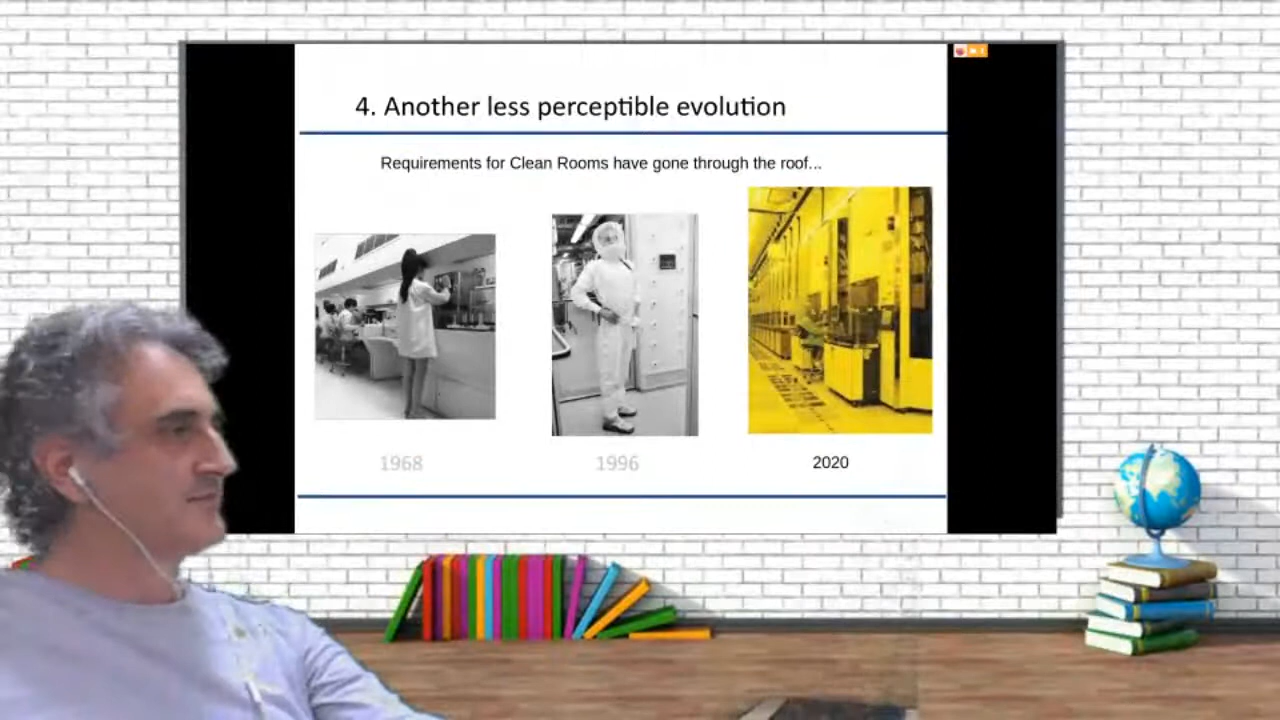 4. Another less perceptible evolution
Requirements for Clean Rooms have gone through the roof...
1968
1996
2020